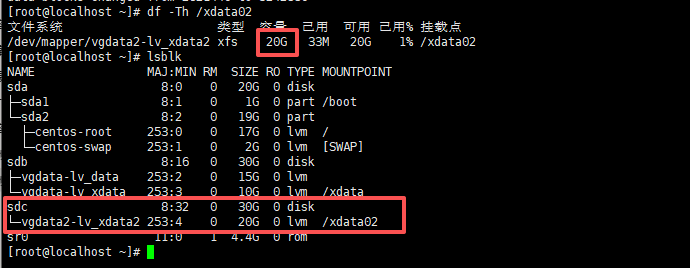 [root@localhost ~]# df -Th /xdata02
文件系统 类型 容量 已用 可用 已用% 挂载点
/dev/mapper/vgdata2-lv_xdata2 xfs 20G 33M 20G 1% /xdata02
[root@localhost ~]# lsblk
NAME MAJ:MIN RM SIZE RO TYPE MOUNTPOINT
sda 8:0 0 20G 0 disk
├─sda1 8:1 0 1G 0 part /boot
└─sda2 8:2 0 19G 0 part
├─centos-root 253:0 0 17G 0 lvm /
└─centos-swap 253:1 0 2G 0 lvm [SWAP]
sdb 8:16 0 30G 0 disk
├─vgdata-lv_data 253:2 0 15G 0 lvm
└─vgdata-lv_xdata 253:3 0 10G 0 lvm /xdata
sdc 8:32 0 30G 0 disk
└─vgdata2-lv_xdata2 253:4 0 20G 0 lvm /xdata02
sr0 11:0 1 4.4G 0 rom
[root@localhost ~]#